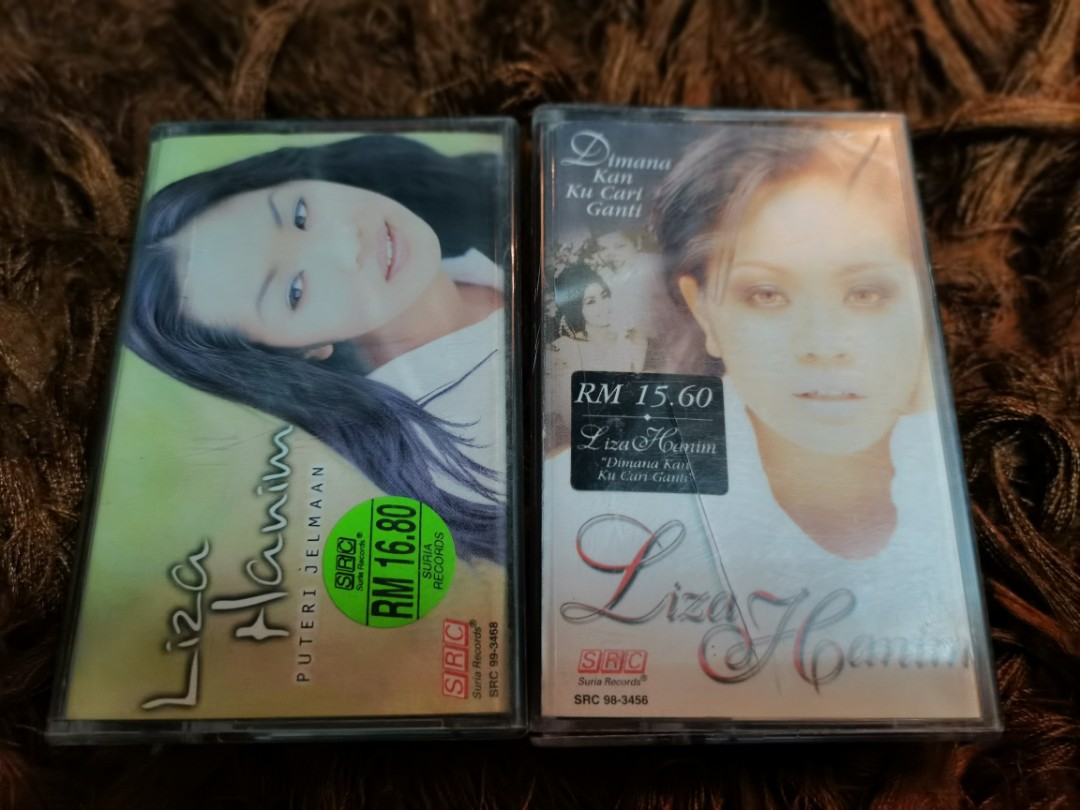 Liza
Hanim
PUTERI JELMAAN
SRC
Suria Records®
RM 16.80
SURIA
RECORDS
SRC
Suria Records®
SRC 99-3468
Dimana
Kan
Ku Cari
Ganti
RM 15.60
Liza Hanim
"Dimana Kan
Ku Cari Ganti"
Liza Hanim
SRC
Suria Records®
SRC 98-3456